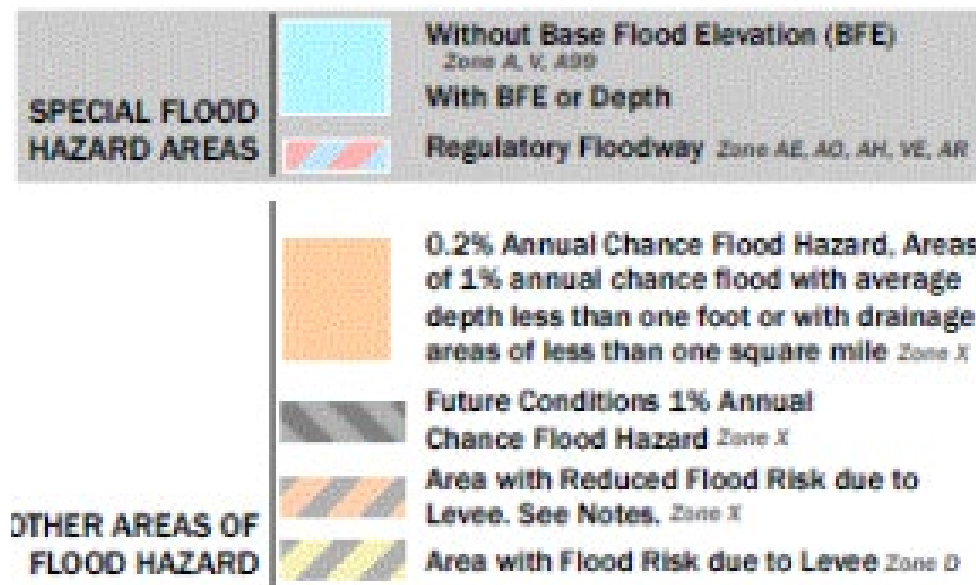 SPECIAL FLOOD
HAZARD AREAS
Without Base Flood Elevation (BFE)
Zone A, V, A99
With BFE or Depth
Regulatory Floodway Zone AE, AO, AH, VE, AR
0.2% Annual Chance Flood Hazard, Areas
of 1% annual chance flood with average
depth less than one foot or with drainage
areas of less than one square mile Zone X
Future Conditions 1% Annual
Chance Flood Hazard Zone X
Area with Reduced Flood Risk due to
Levee. See Notes. Zone X
Area with Flood Risk due to Levee Zone D
OTHER AREAS OF
FLOOD HAZARD